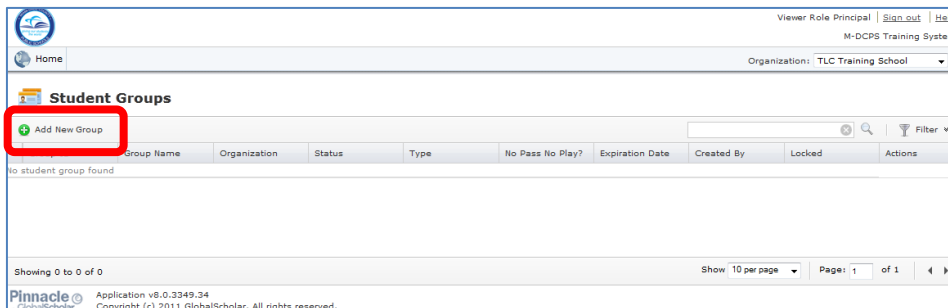 Viewer Role Principal | Sign out | He
M-DCPS Training Syste
Home
Organization: TLC Training School
Student Groups
Add New Group
Filter
Group Name Organization Status Type No Pass No Play? Expiration Date Created By Locked Actions
No student group found
Showing 0 to 0 of 0
Show 10 per page Page: 1 of 1
Pinnacle Application v8.0.3349.34
GlobalScholar Copyright (c) 2011 GlobalScholar. All rights reserved.